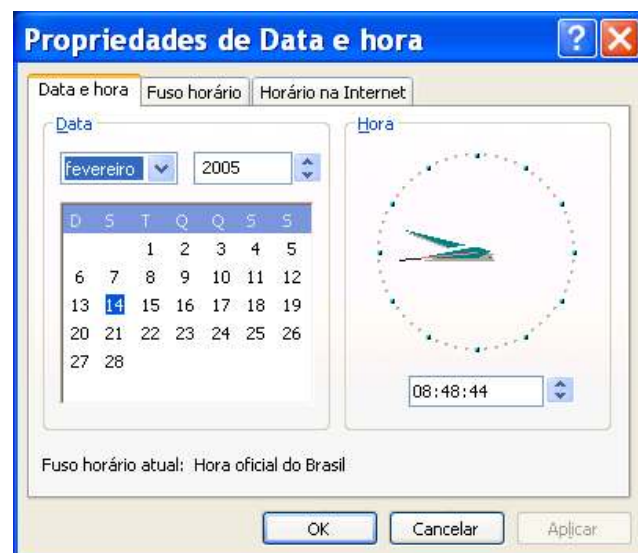 Propriedades de Data e hora
Data e hora Fuso horário Horário na Internet
Data
fevereiro 2005
D S T Q Q S S
1 2 3 4 5
6 7 8 9 10 11 12
13 14 15 16 17 18 19
20 21 22 23 24 25 26
27 28
Hora
08:48:44
Fuso horário atual: Hora oficial do Brasil
OK Cancelar Aplicar